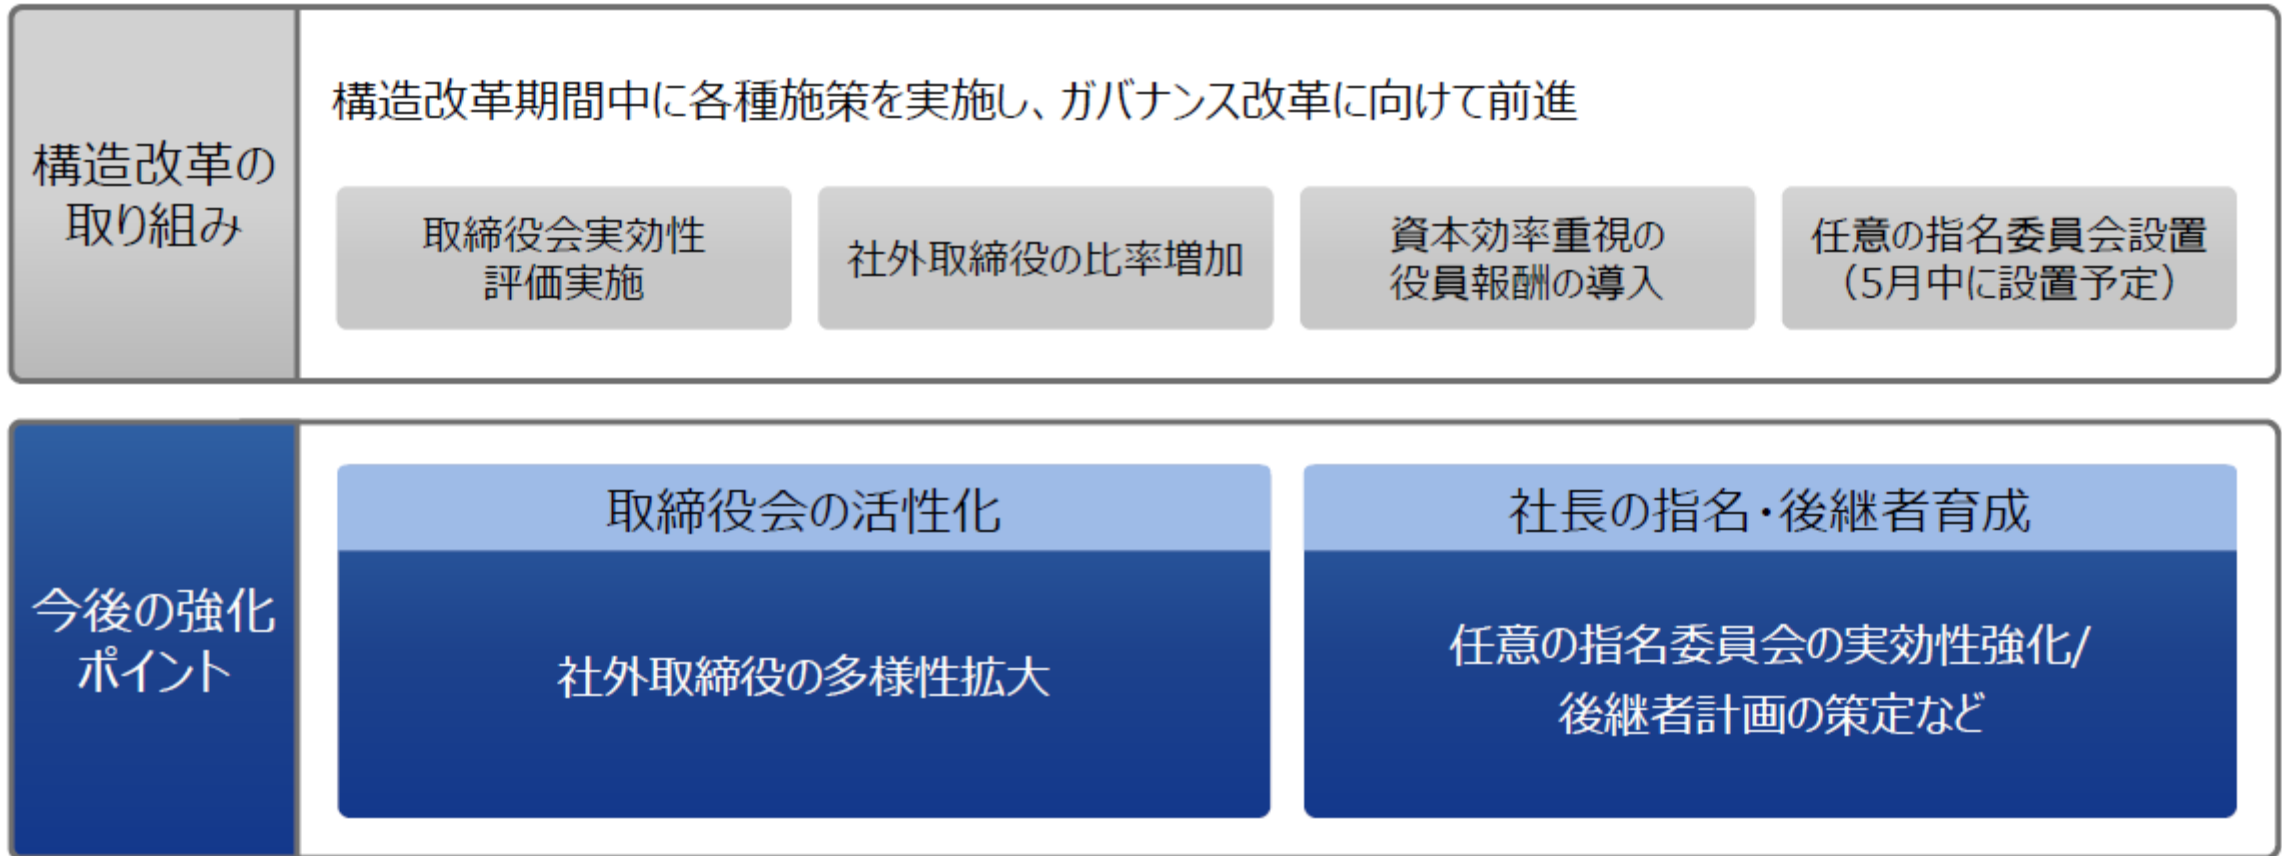 構造改革の
取り組み
構造改革期間中に各種施策を実施し、ガバナンス改革に向けて前進
取締役会実効性
評価実施
社外取締役の比率増加
資本効率重視の
役員報酬の導入
任意の指名委員会設置
（5月中に設置予定）
今後の強化
ポイント
取締役会の活性化
社外取締役の多様性拡大
社長の指名・後継者育成
任意の指名委員会の実効性強化/
後継者計画の策定など